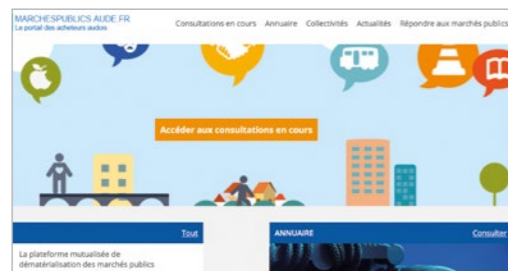 MARCHESPUBLICS AUDE.FR
Le portail des acheteurs audois
Consultations en cours Annuaire Collectivités Actualités Répondre aux marchés publics
Accéder aux consultations en cours
Tout
ANNUAIRE Consulter
La plateforme mutualisée de
dématérialisation des marchés publics